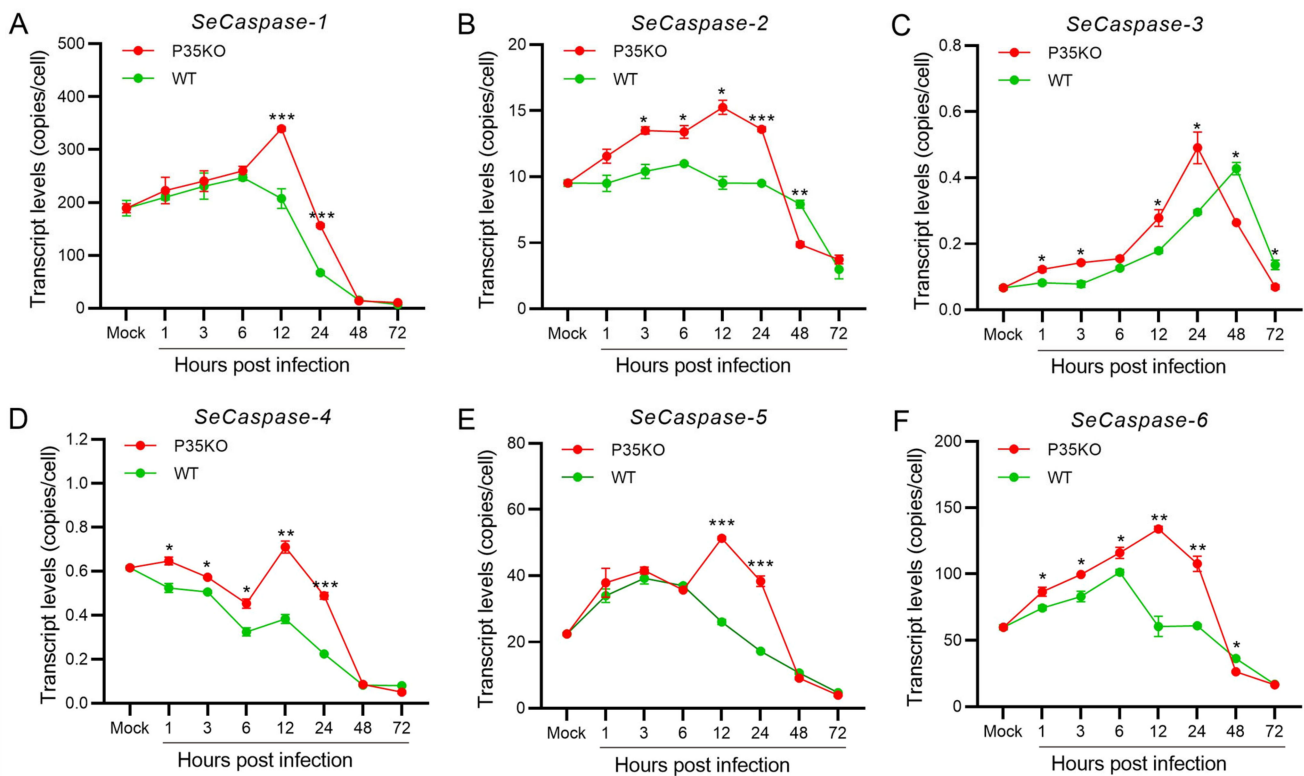 A
SeCaspase-1
Transcript levels (copies/cell)
500
400
300
200
100
0
P35KO
WT
***
***
Mock 1 3 6 12 24 48 72
Hours post infection
B
SeCaspase-2
Transcript levels (copies/cell)
20
15
10
5
0
P35KO
WT
* * * *** **
Mock 1 3 6 12 24 48 72
Hours post infection
C
SeCaspase-3
Transcript levels (copies/cell)
0.8
0.6
0.4
0.2
0.0
P35KO
WT
* * * * * *
Mock 1 3 6 12 24 48 72
Hours post infection
D
SeCaspase-4
Transcript levels (copies/cell)
1.2
1.0
0.8
0.6
0.4
0.2
0.0
P35KO
WT
* * * ** ***
Mock 1 3 6 12 24 48 72
Hours post infection
E
SeCaspase-5
Transcript levels (copies/cell)
80
60
40
20
0
P35KO
WT
*** ***
Mock 1 3 6 12 24 48 72
Hours post infection
F
SeCaspase-6
Transcript levels (copies/cell)
200
150
100
50
0
P35KO
WT
* * * ** ** *
Mock 1 3 6 12 24 48 72
Hours post infection